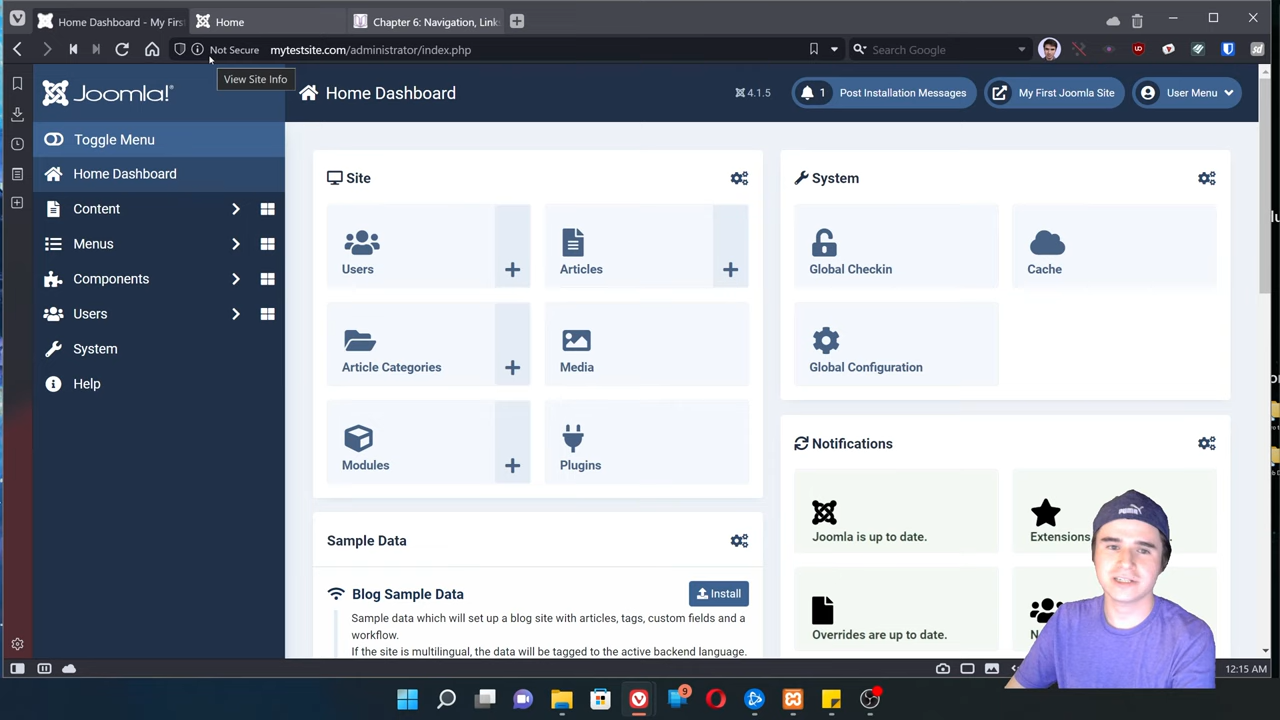 Home Dashboard - My Firs
Home
Chapter 6: Navigation, Link
Not Secure
mytestsite.com/administrator/index.php
Search Google
View Site Info
Joomla!
Home Dashboard
4.1.5
1
Post Installation Messages
My First Joomla Site
User Menu
Toggle Menu
Home Dashboard
Content
Menus
Components
Users
System
Help
Site
Users
Articles
Article Categories
Media
Modules
Plugins
System
Global Checkin
Cache
Global Configuration
Notifications
Joomla is up to date.
Extensions
Overrides are up to date.
Sample Data
Blog Sample Data
Install
Sample data which will set up a blog site with articles, tags, custom fields and a
workflow.
If the site is multilingual, the data will be tagged to the active backend language.
PUMA
12:15 AM
9